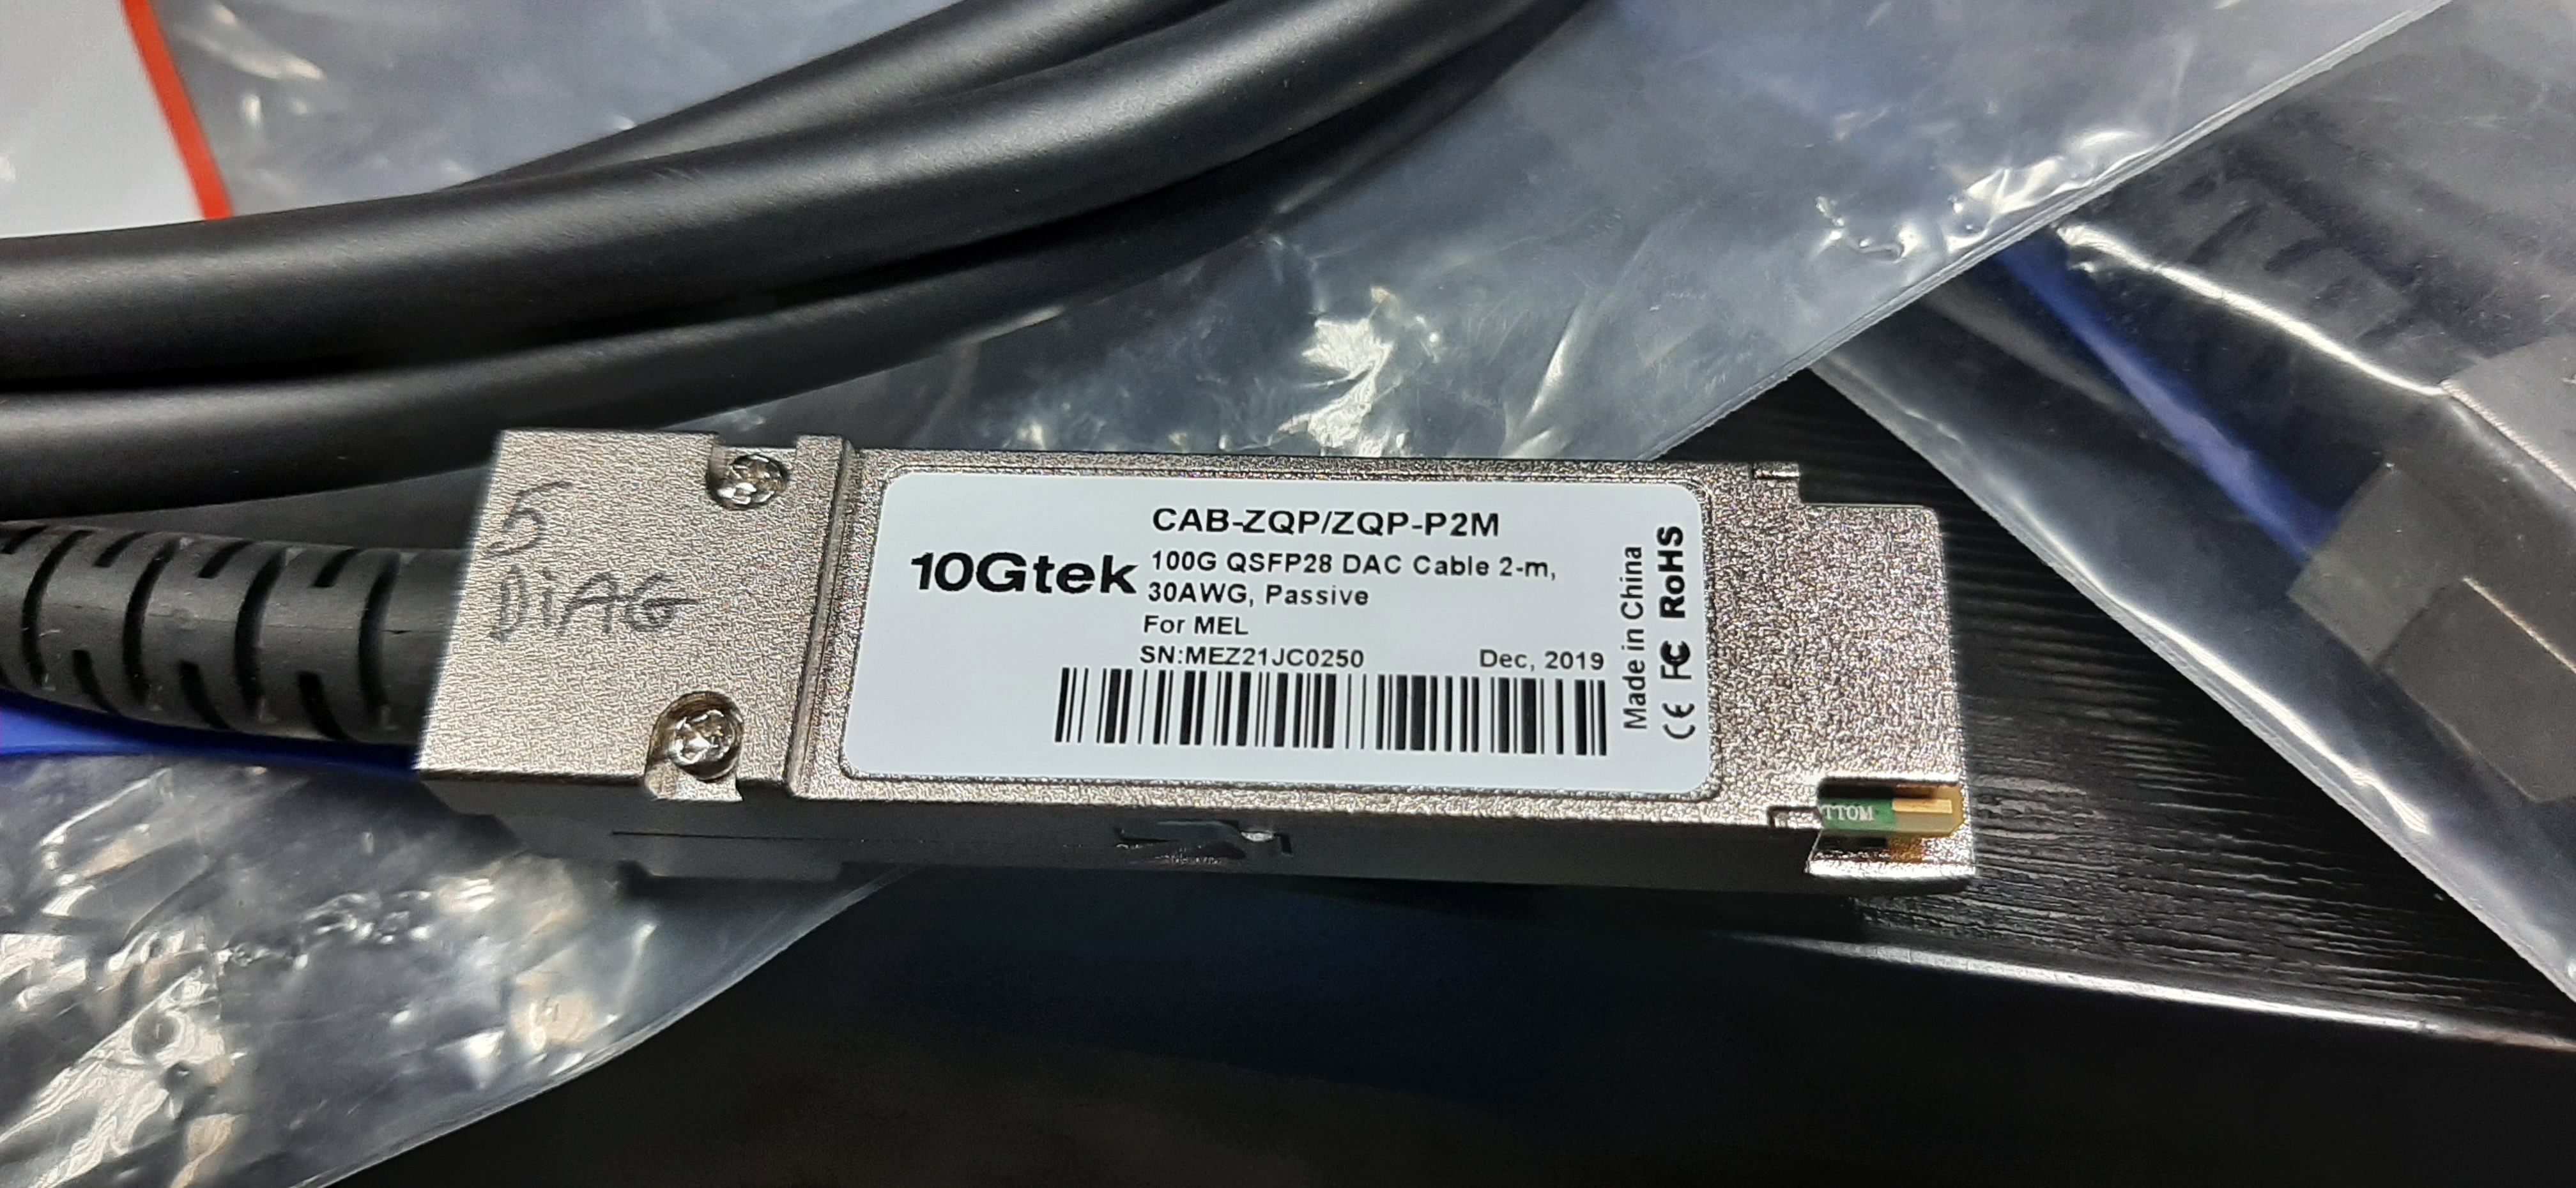 5
DiAG
CAB-ZQP/ZQP-P2M
10Gtek
100G QSFP28 DAC Cable 2-m,
30AWG, Passive
For MEL
SN:MEZ21JC0250
Dec, 2019
Made in China
CE FC RoHS
TTOM